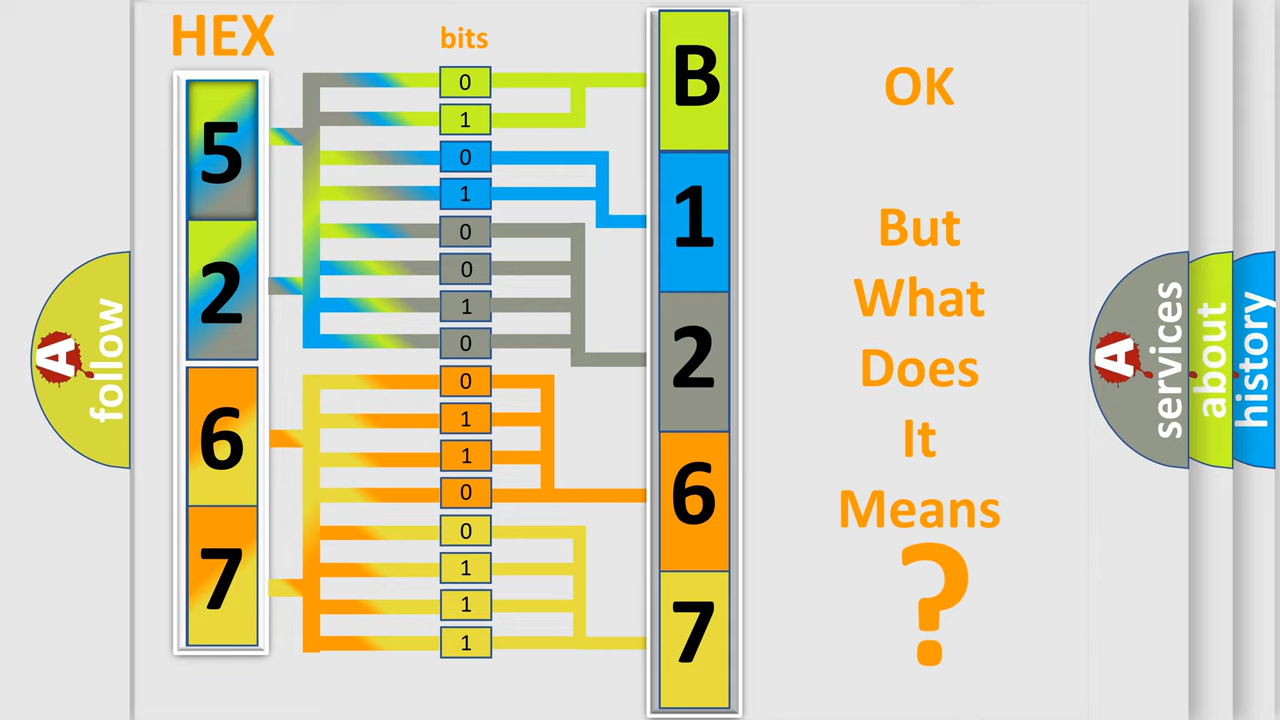 HEX
bits
5
2
6
7
0
1
0
1
0
0
1
0
0
1
1
0
0
1
1
1
B
1
2
6
7
OK
But
What
Does
It
Means
?
A
follow
A
services
about
history